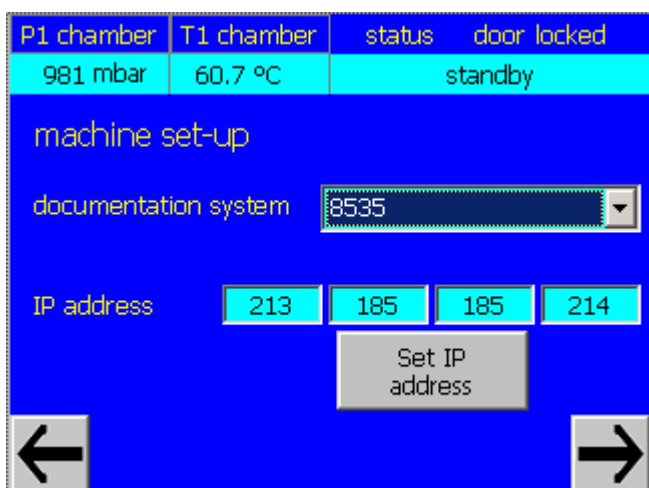 P1 chamber T1 chamber status door locked
981 mbar 60.7 ºC standby
machine set-up
documentation system 8535
IP address 213 185 185 214
Set IP
address